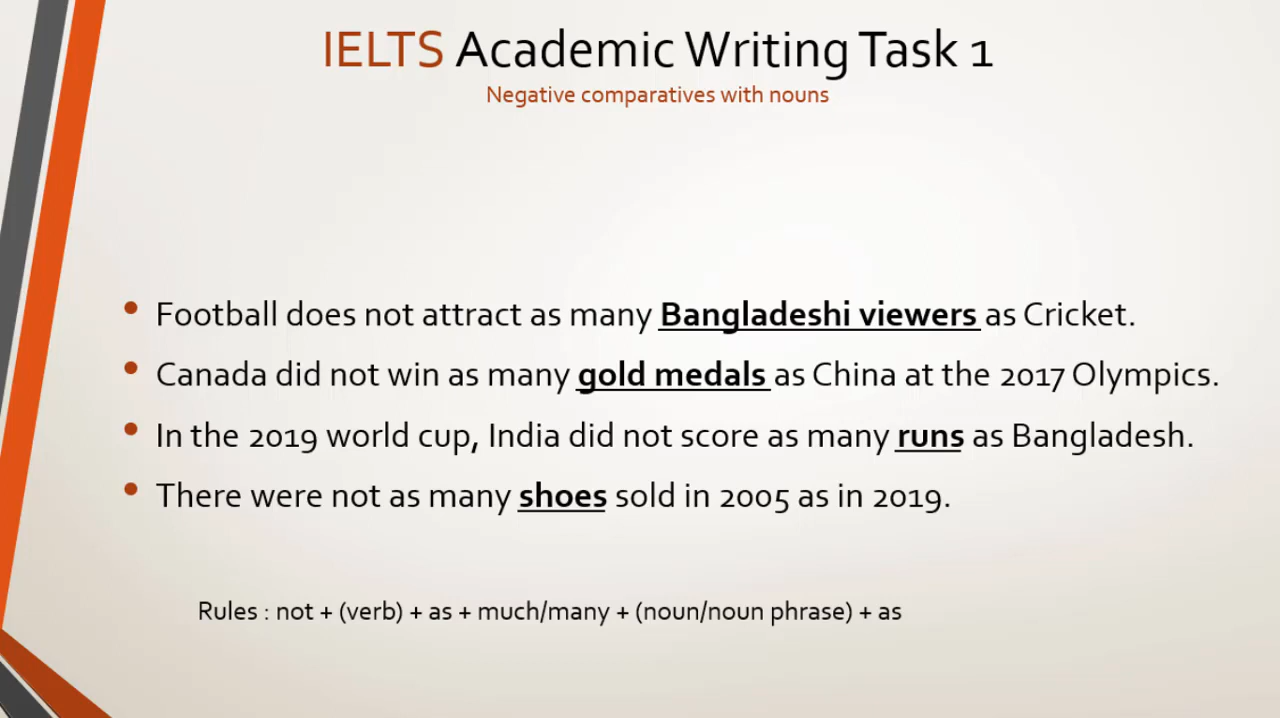 IELTS Academic Writing Task 1
Negative comparatives with nouns
• Football does not attract as many Bangladeshi viewers as Cricket.
• Canada did not win as many gold medals as China at the 2017 Olympics.
• In the 2019 world cup, India did not score as many runs as Bangladesh.
• There were not as many shoes sold in 2005 as in 2019.
Rules : not + (verb) + as + much/many + (noun/noun phrase) + as